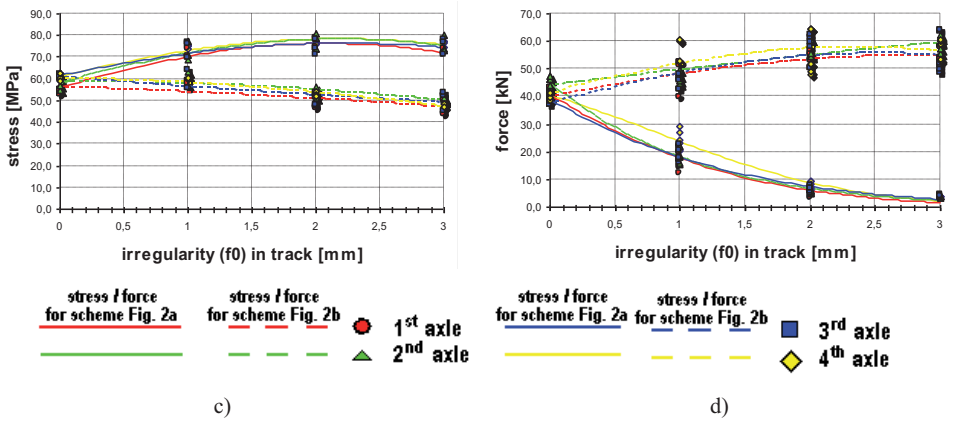 90,0
80,0
70,0
60,0
50,0
40,0
30,0
20,0
10,0
0,0
stress [MPa]
0 0,5 1 1,5 2 2,5 3
irregularity (f0) in track [mm]
70,0
60,0
50,0
40,0
30,0
20,0
10,0
0,0
force [kN]
0 0,5 1 1,5 2 2,5 3
irregularity (f0) in track [mm]
stress / force
for scheme Fig. 2a
stress / force
for scheme Fig. 2b
1st axle
2nd axle
stress / force
for scheme Fig. 2a
stress / force
for scheme Fig. 2b
3rd axle
4th axle
c)
d)